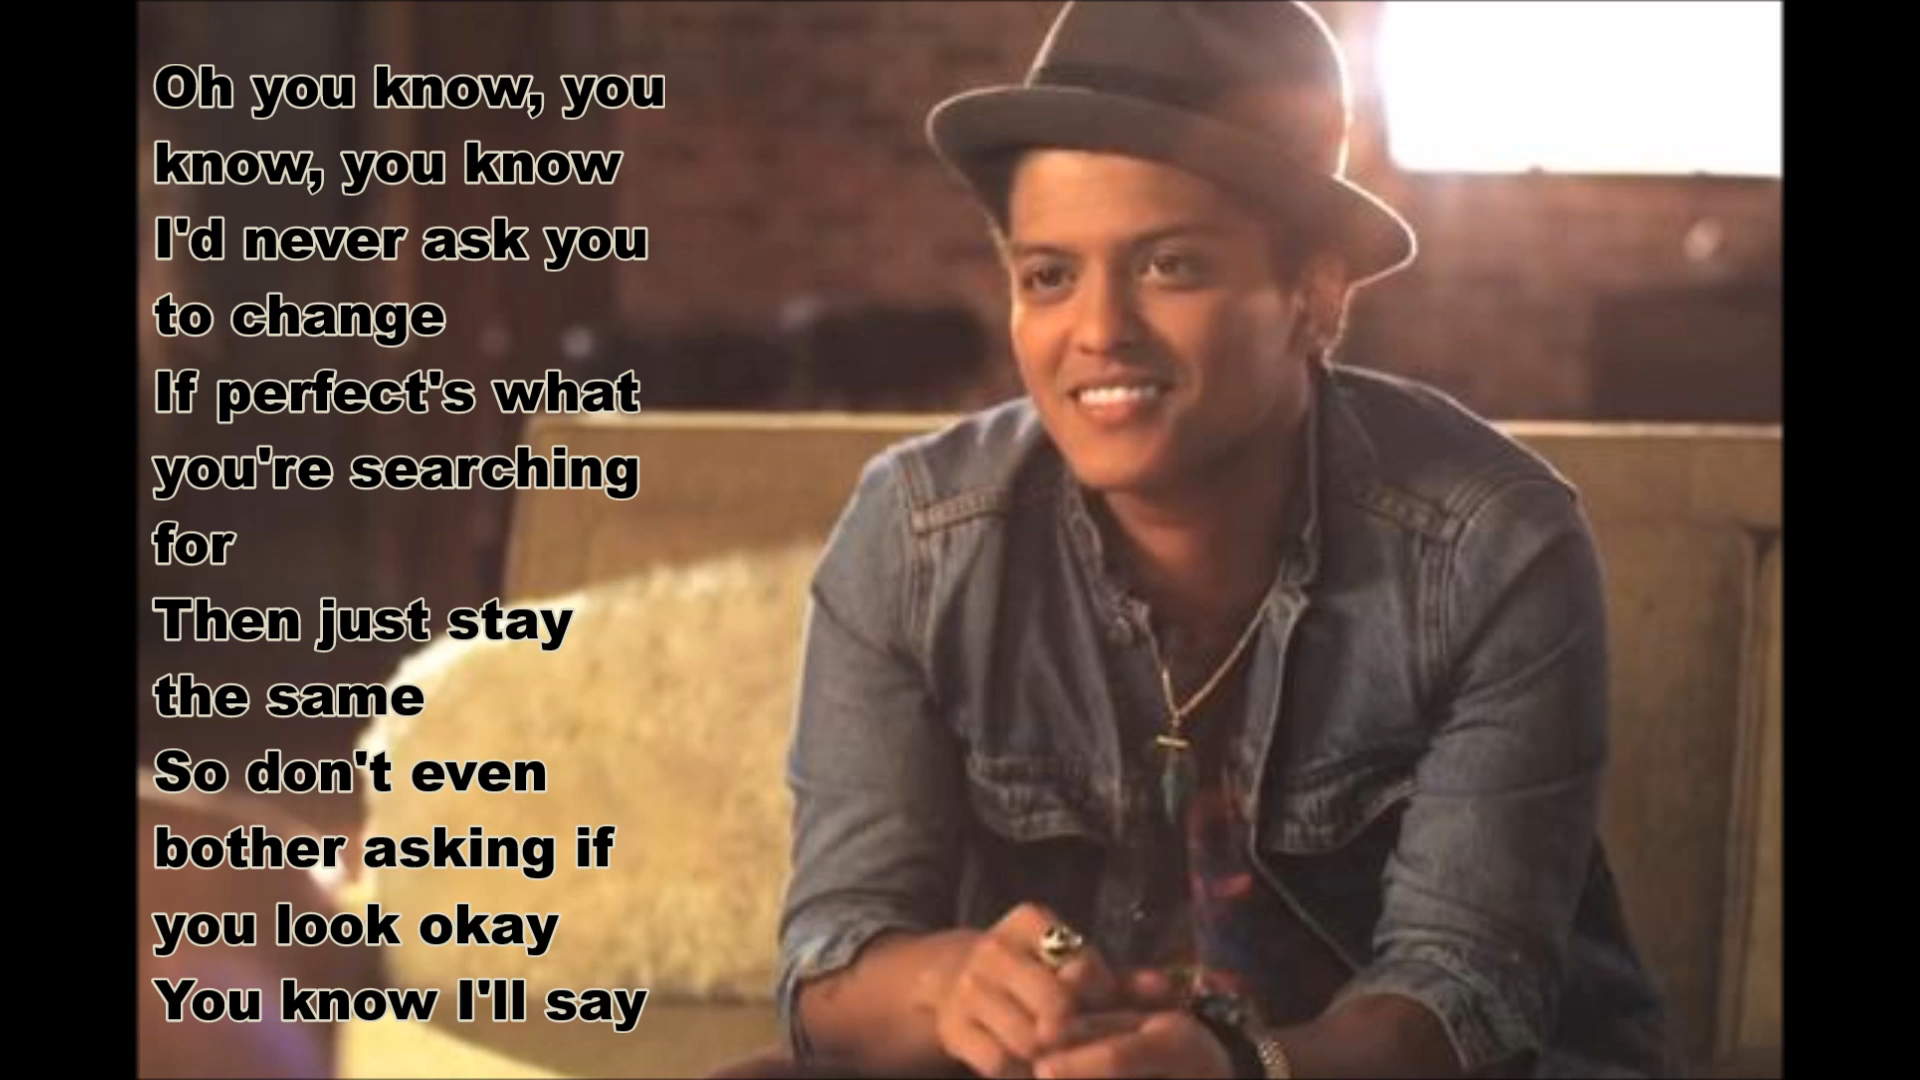 Oh you know, you
know, you know
I'd never ask you
to change
If perfect's what
you're searching
for
Then just stay
the same
So don't even
bother asking if
you look okay
You know I'll say